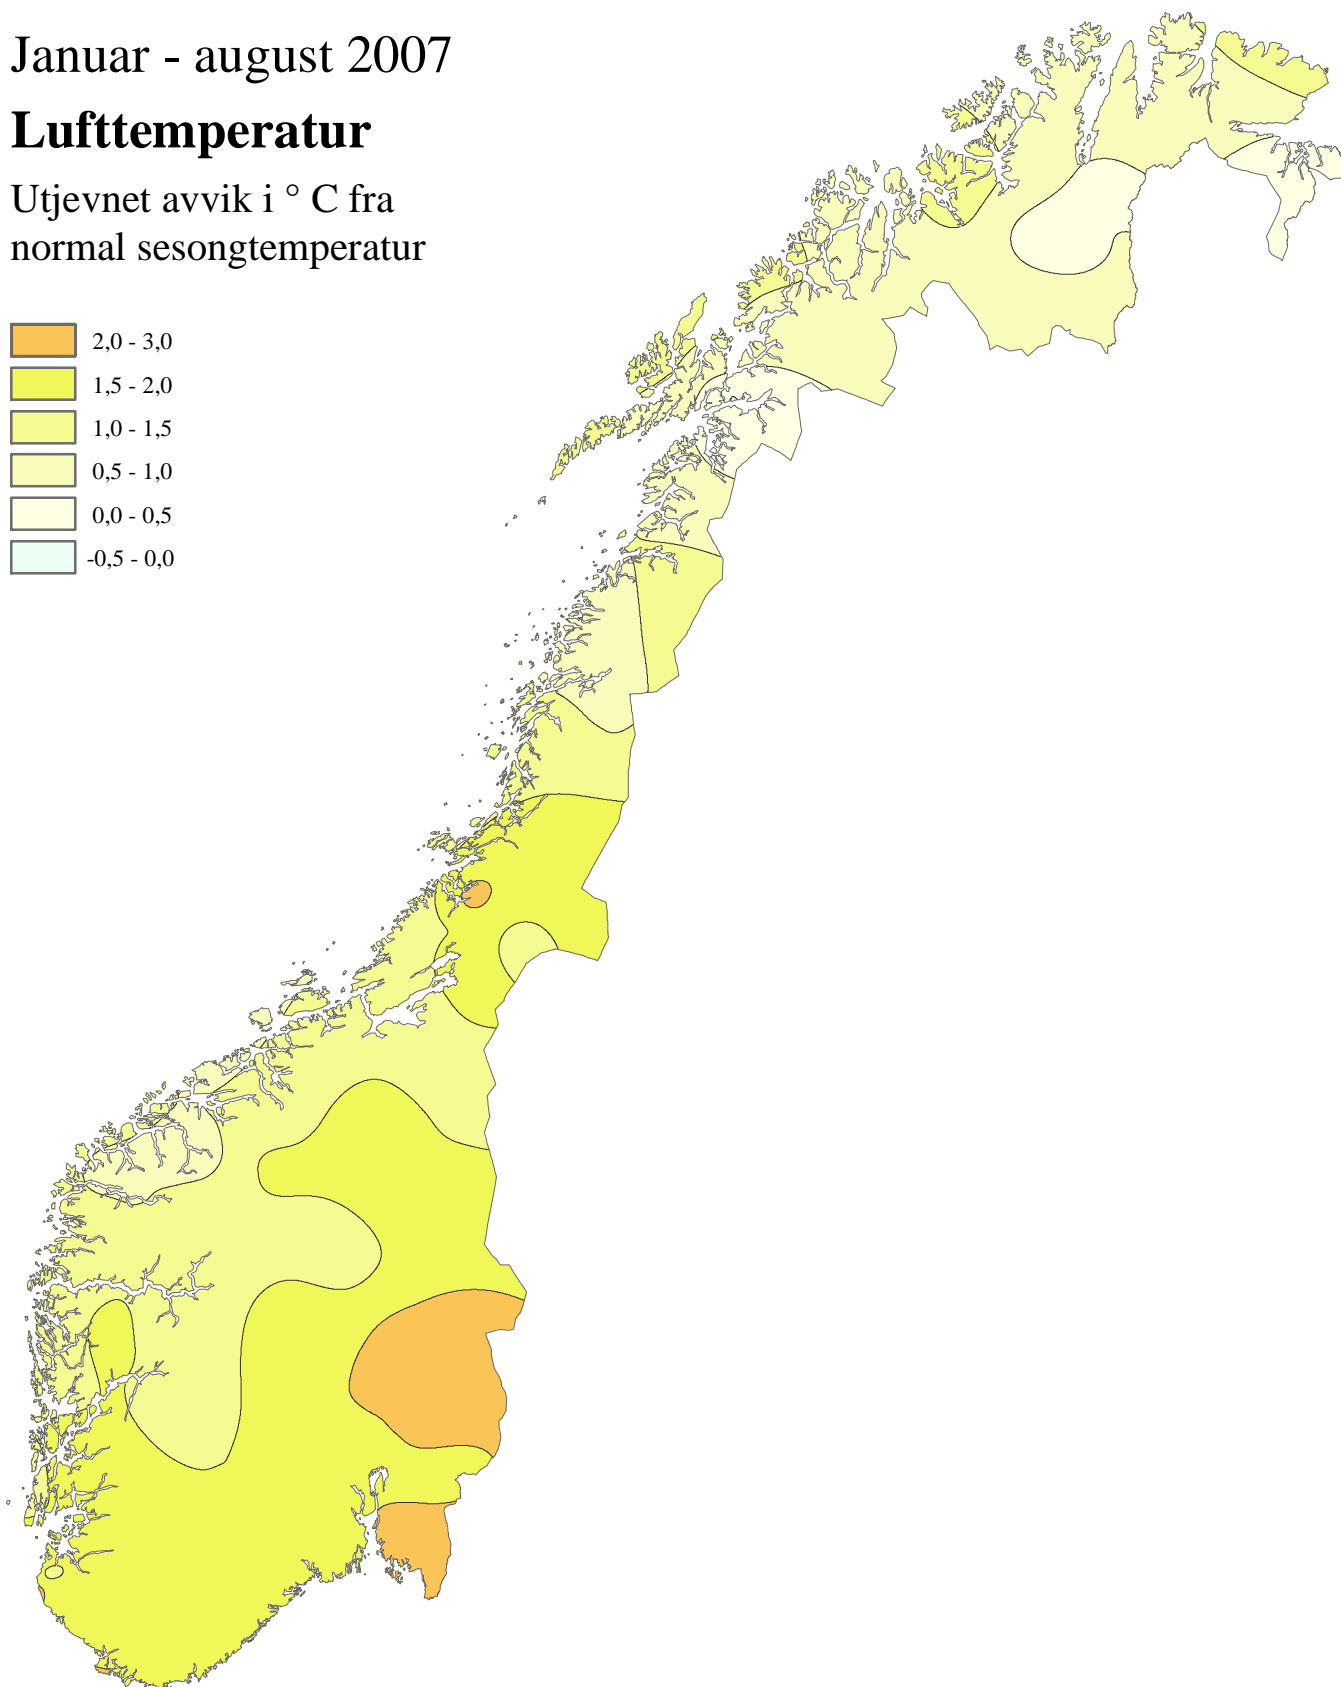 Januar - august 2007
Lufttemperatur
Utjevnet avvik i ° C fra
normal sesongtemperatur
2,0 - 3,0
1,5 - 2,0
1,0 - 1,5
0,5 - 1,0
0,0 - 0,5
-0,5 - 0,0